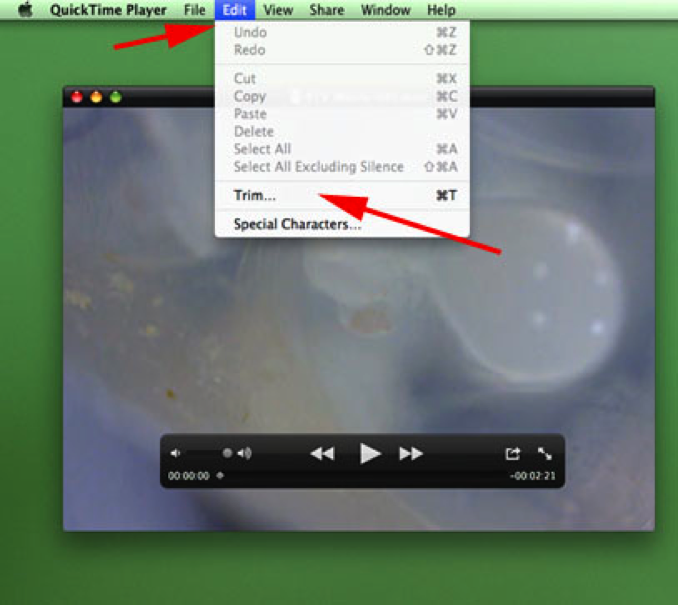 QuickTime Player File Edit View Share Window Help
Undo ⌘Z
Redo ⇧⌘Z
Cut ⌘X
Copy ⌘C
Paste ⌘V
Delete
Select All ⌘A
Select All Excluding Silence ⇧⌘A
Trim... ⌘T
Special Characters...
00:00:00 -00:02:21